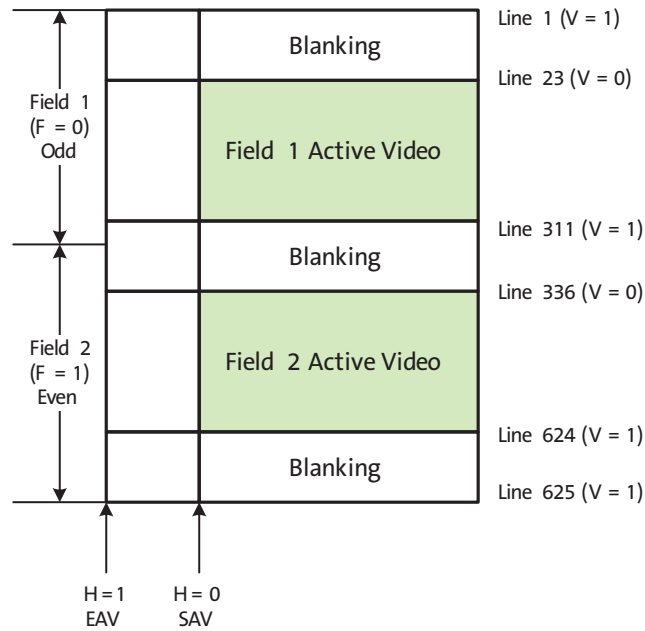 Line 1 (V = 1)
Blanking
Line 23 (V = 0)
Field 1
(F = 0)
Odd
Field 1 Active Video
Line 311 (V = 1)
Blanking
Line 336 (V = 0)
Field 2
(F = 1)
Even
Field 2 Active Video
Line 624 (V = 1)
Blanking
Line 625 (V = 1)
H = 1
EAV
H = 0
SAV